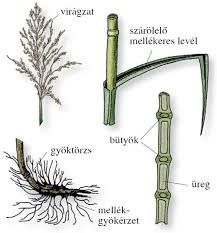 virágzat
szárölelő
mellékeres levél
bütyök
gyöktörzs
üreg
mellék-
gyökérzet